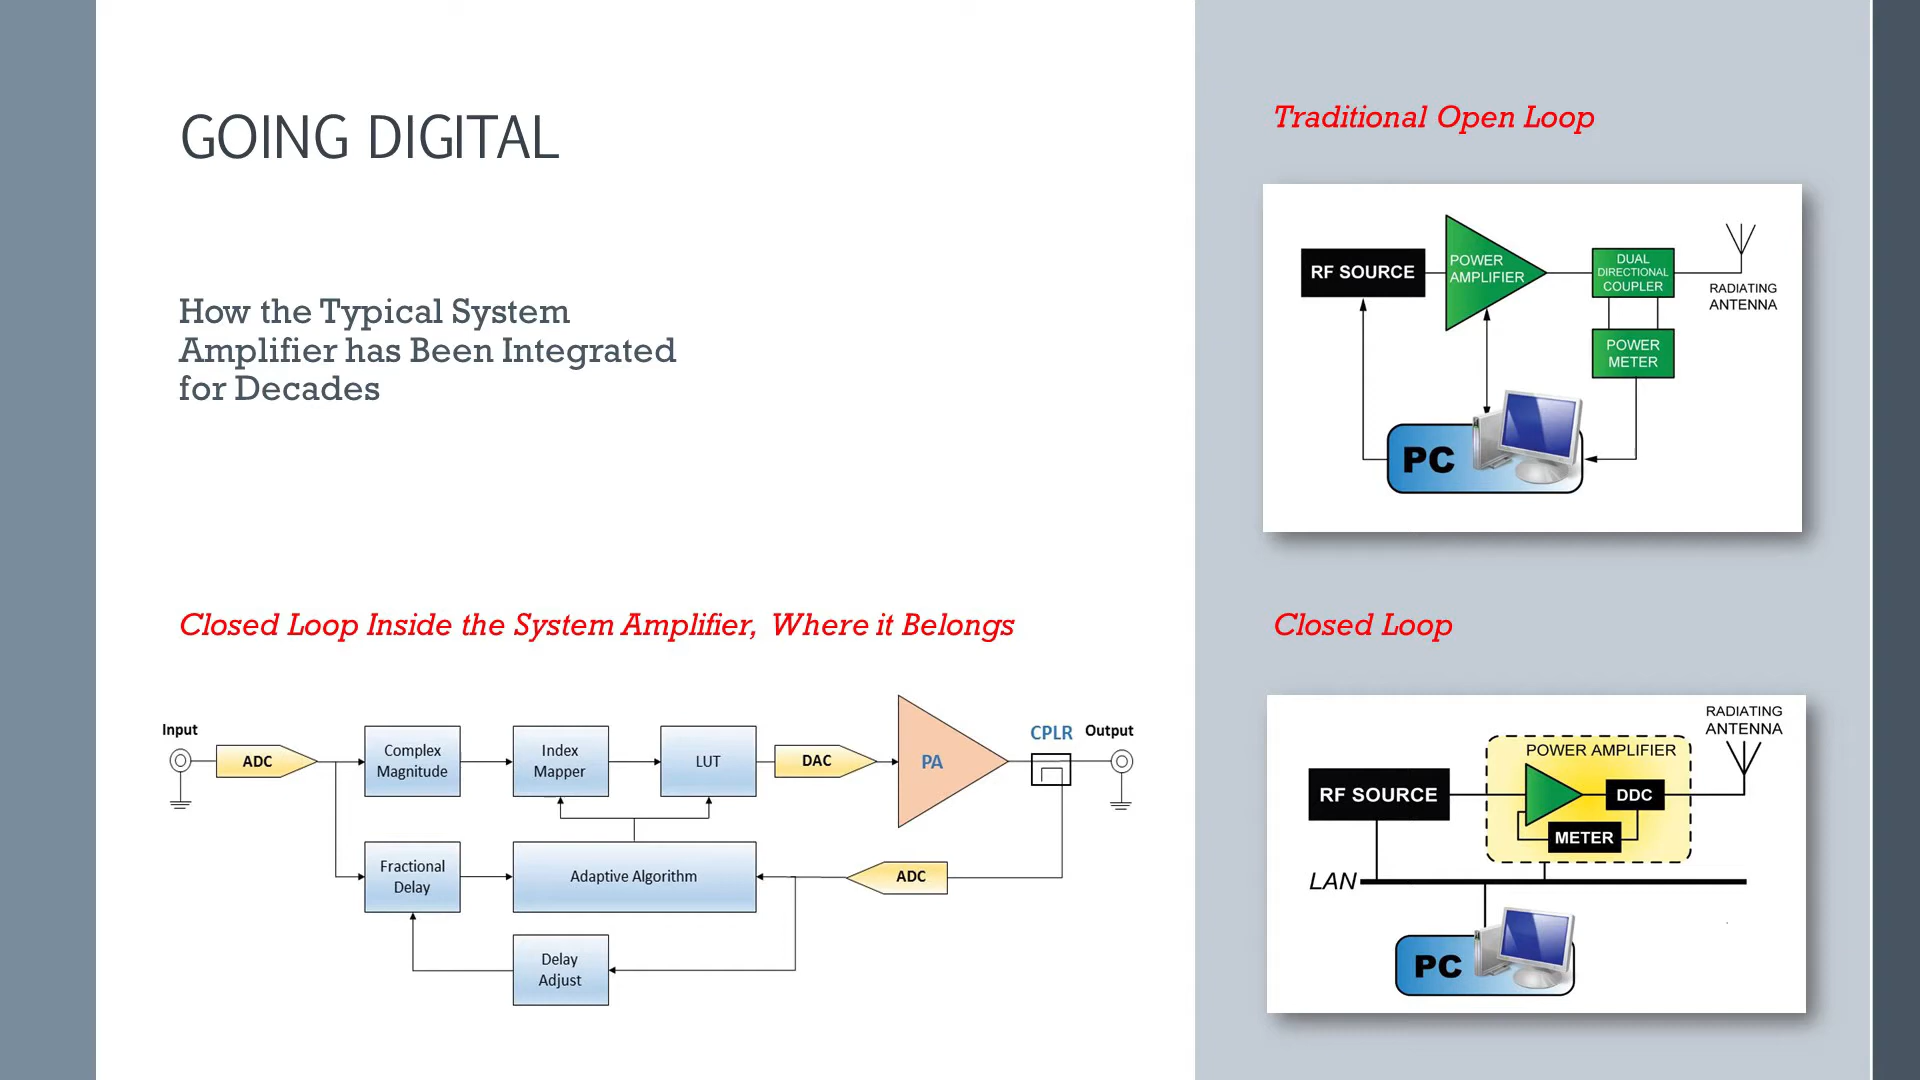 GOING DIGITAL
How the Typical System
Amplifier has Been Integrated
for Decades
Closed Loop Inside the System Amplifier, Where it Belongs
Input
ADC
Complex
Magnitude
Index
Mapper
LUT
DAC
PA
CPLR
Output
Fractional
Delay
Adaptive Algorithm
ADC
Delay
Adjust
Traditional Open Loop
RF SOURCE
POWER
AMPLIFIER
DUAL
DIRECTIONAL
COUPLER
RADIATING
ANTENNA
POWER
METER
PC
Closed Loop
RADIATING
ANTENNA
POWER AMPLIFIER
RF SOURCE
DDC
METER
LAN
PC